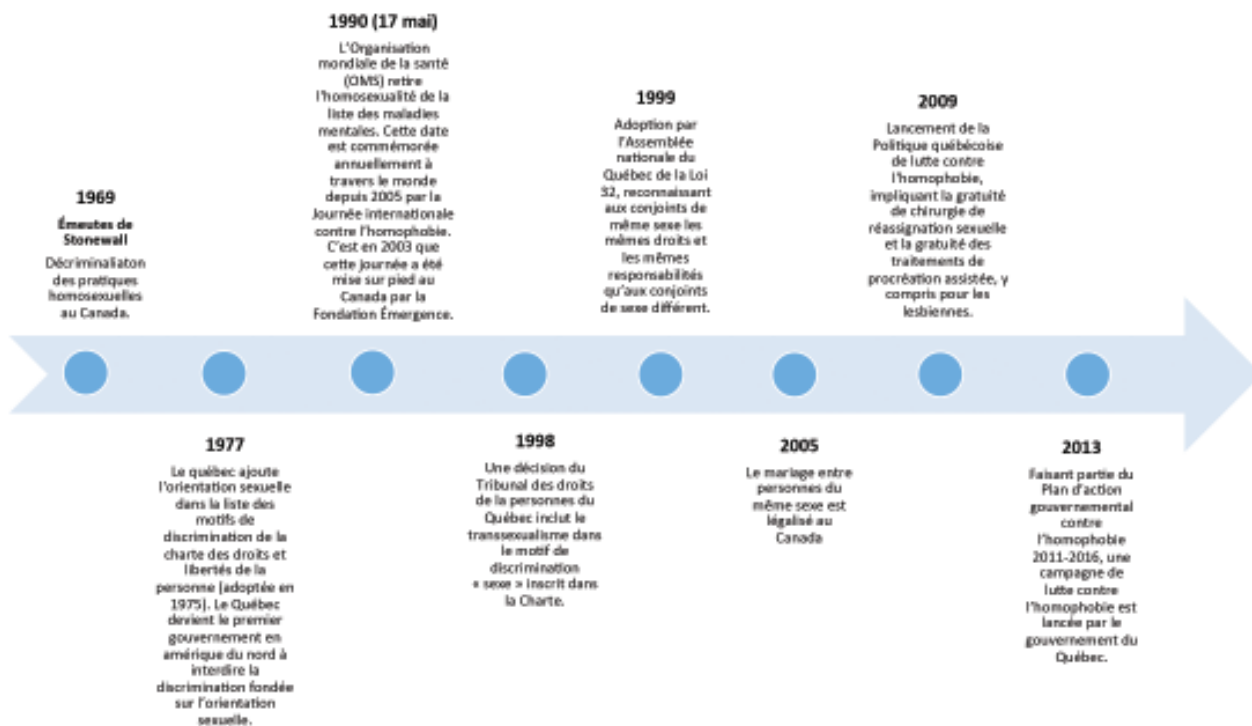 1969
Émeutes de
Stonewall
Décriminaliaton
des pratiques
homosexuelles
au Canada.
1977
Le québec ajoute
l'orientation sexuelle
dans la liste des
motifs de
discrimination de la
charte des droits et
libertés de la
personne (adoptée en
1975). Le Québec
devient le premier
gouvernement en
amérique du nord à
interdire la
discrimination fondée
sur l'orientation
sexuelle.
1990 (17 mai)
L'Organisation
mondiale de la santé
(OMS) retire
l'homosexualité de la
liste des maladies
mentales. Cette date
est commémorée
annuellement à
travers le monde
depuis 2005 par la
Journée internationale
contre l'homophobie.
C'est en 2003 que
cette journée a été
mise sur pied au
Canada par la
Fondation Émergence.
1998
Une décision du
Tribunal des droits
de la personnes du
Québec inclut le
transsexualisme dans
le motif de
discrimination
« sexe » inscrit dans
la Charte.
1999
Adoption par
l'Assemblée
nationale du
Québec de la Loi
32, reconnaissant
aux conjoints de
même sexe les
mêmes droits et
les mêmes
responsabilités
qu'aux conjoints
de sexe différent.
2005
Le mariage entre
personnes du
même sexe est
légalisé au
Canada
2009
Lancement de la
Politique québécoise
de lutte contre
l'homophobie,
impliquant la gratuité
de chirurgie de
réassignation sexuelle
et la gratuité des
traitements de
procréation assistée, y
compris pour les
lesbiennes.
2013
Faisant partie du
Plan d'action
gouvernemental
contre
l'homophobie
2011-2016, une
campagne de
lutte contre
l'homophobie est
lancée par le
gouvernement du
Québec.